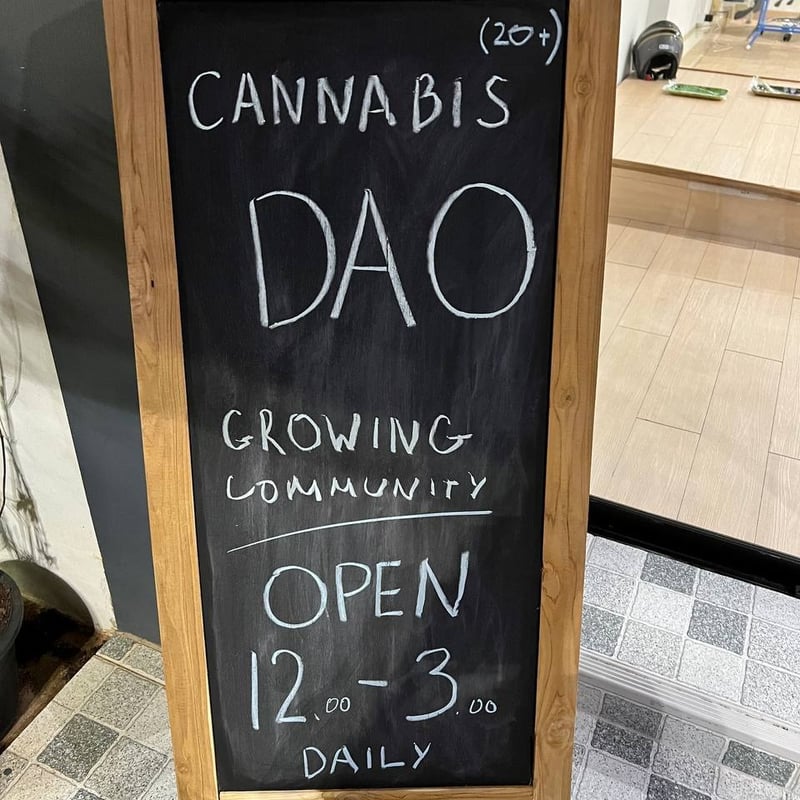 (20+)
CANNABIS
DAO
GROWING
COMMUNITY
OPEN
12.00 - 3.00
DAILY